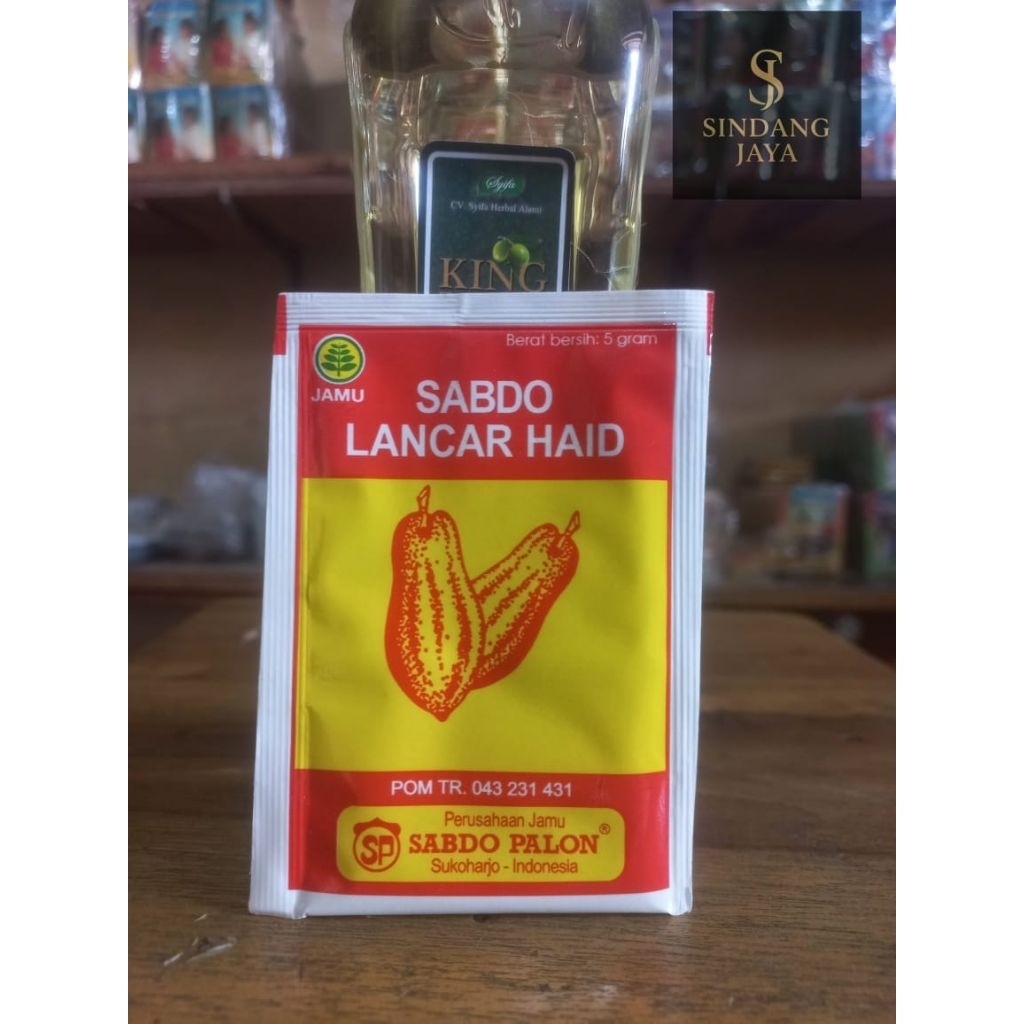 SJ
SINDANG
JAYA
Syifa
CV. Syifa Herbal Alami
KING
Berat bersih: 5 gram
JAMU
SABDO
LANCAR HAID
POM TR. 043 231 431
Perusahaan Jamu
SP SABDO PALON®
Sukoharjo - Indonesia